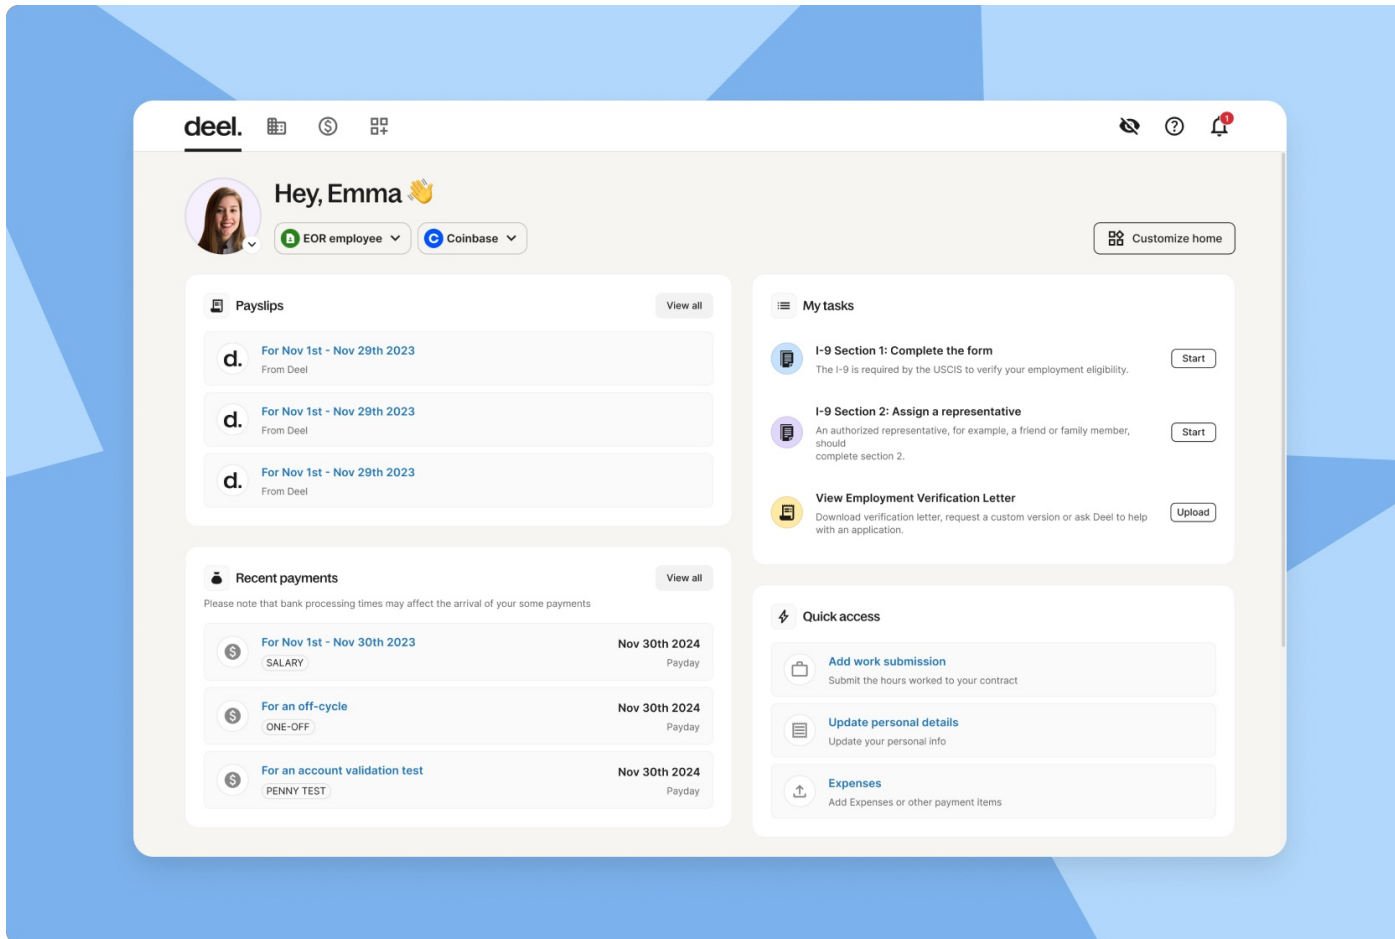 deel.
1
Hey, Emma 👋
EOR employee
Coinbase
Customize home
Payslips
View all
d.
For Nov 1st - Nov 29th 2023
From Deel
d.
For Nov 1st - Nov 29th 2023
From Deel
d.
For Nov 1st - Nov 29th 2023
From Deel
Recent payments
View all
Please note that bank processing times may affect the arrival of your some payments
For Nov 1st - Nov 30th 2023
SALARY
Nov 30th 2024
Payday
For an off-cycle
ONE-OFF
Nov 30th 2024
Payday
For an account validation test
PENNY TEST
Nov 30th 2024
Payday
My tasks
I-9 Section 1: Complete the form
The I-9 is required by the USCIS to verify your employment eligibility.
Start
I-9 Section 2: Assign a representative
An authorized representative, for example, a friend or family member,
should
complete section 2.
Start
View Employment Verification Letter
Download verification letter, request a custom version or ask Deel to help
with an application.
Upload
Quick access
Add work submission
Submit the hours worked to your contract
Update personal details
Update your personal info
Expenses
Add Expenses or other payment items